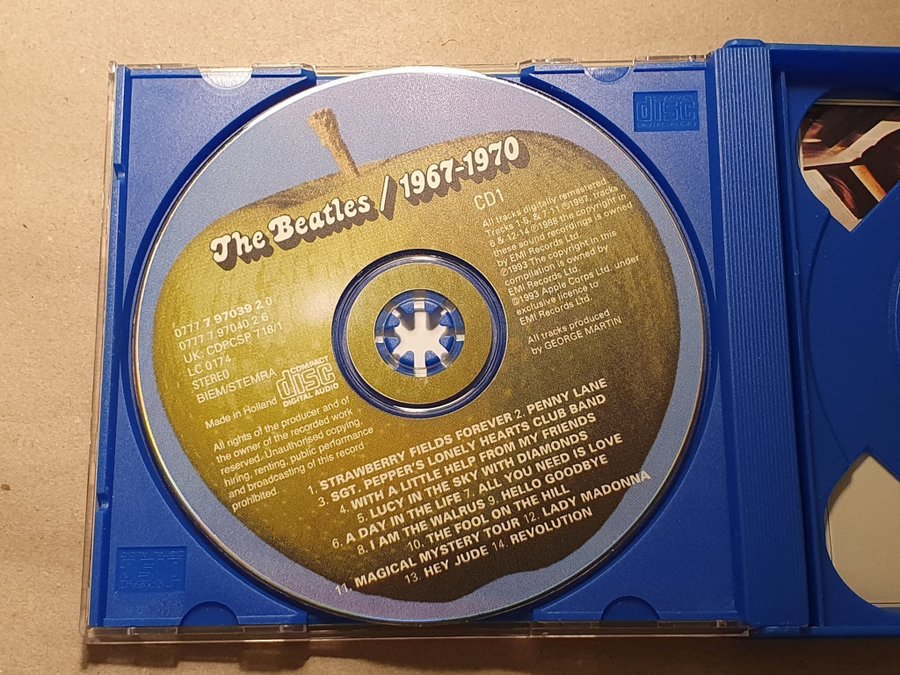 The Beatles / 1967-1970
CD1
All tracks digitally remastered.
Tracks 1-5, & 7-11 ℗1967, tracks
6 & 12-14 ℗1968 the copyright in
these sound recordings is owned
by EMI Records Ltd.
℗1993 The copyright in this
compilation is owned by
EMI Records Ltd.
©1993 Apple Corps Ltd. under
exclusive licence to
EMI Records Ltd.
All tracks produced
by GEORGE MARTIN
0777 7 97039 2 0
0777 7 97040 2 6
UK: CDPCSP 718/1
LC 0174
STEREO
BIEM/STEMRA
COMPACT
disc
DIGITAL AUDIO
Made in Holland
All rights of the producer and of
the owner of the recorded work
reserved. Unauthorised copying,
hiring, renting, public performance
and broadcasting of this record
prohibited.
1. STRAWBERRY FIELDS FOREVER 2. PENNY LANE
3. SGT. PEPPER'S LONELY HEARTS CLUB BAND
4. WITH A LITTLE HELP FROM MY FRIENDS
5. LUCY IN THE SKY WITH DIAMONDS
6. A DAY IN THE LIFE 7. ALL YOU NEED IS LOVE
8. I AM THE WALRUS 9. HELLO GOODBYE
10. THE FOOL ON THE HILL
11. MAGICAL MYSTERY TOUR 12. LADY MADONNA
13. HEY JUDE 14. REVOLUTION
disc